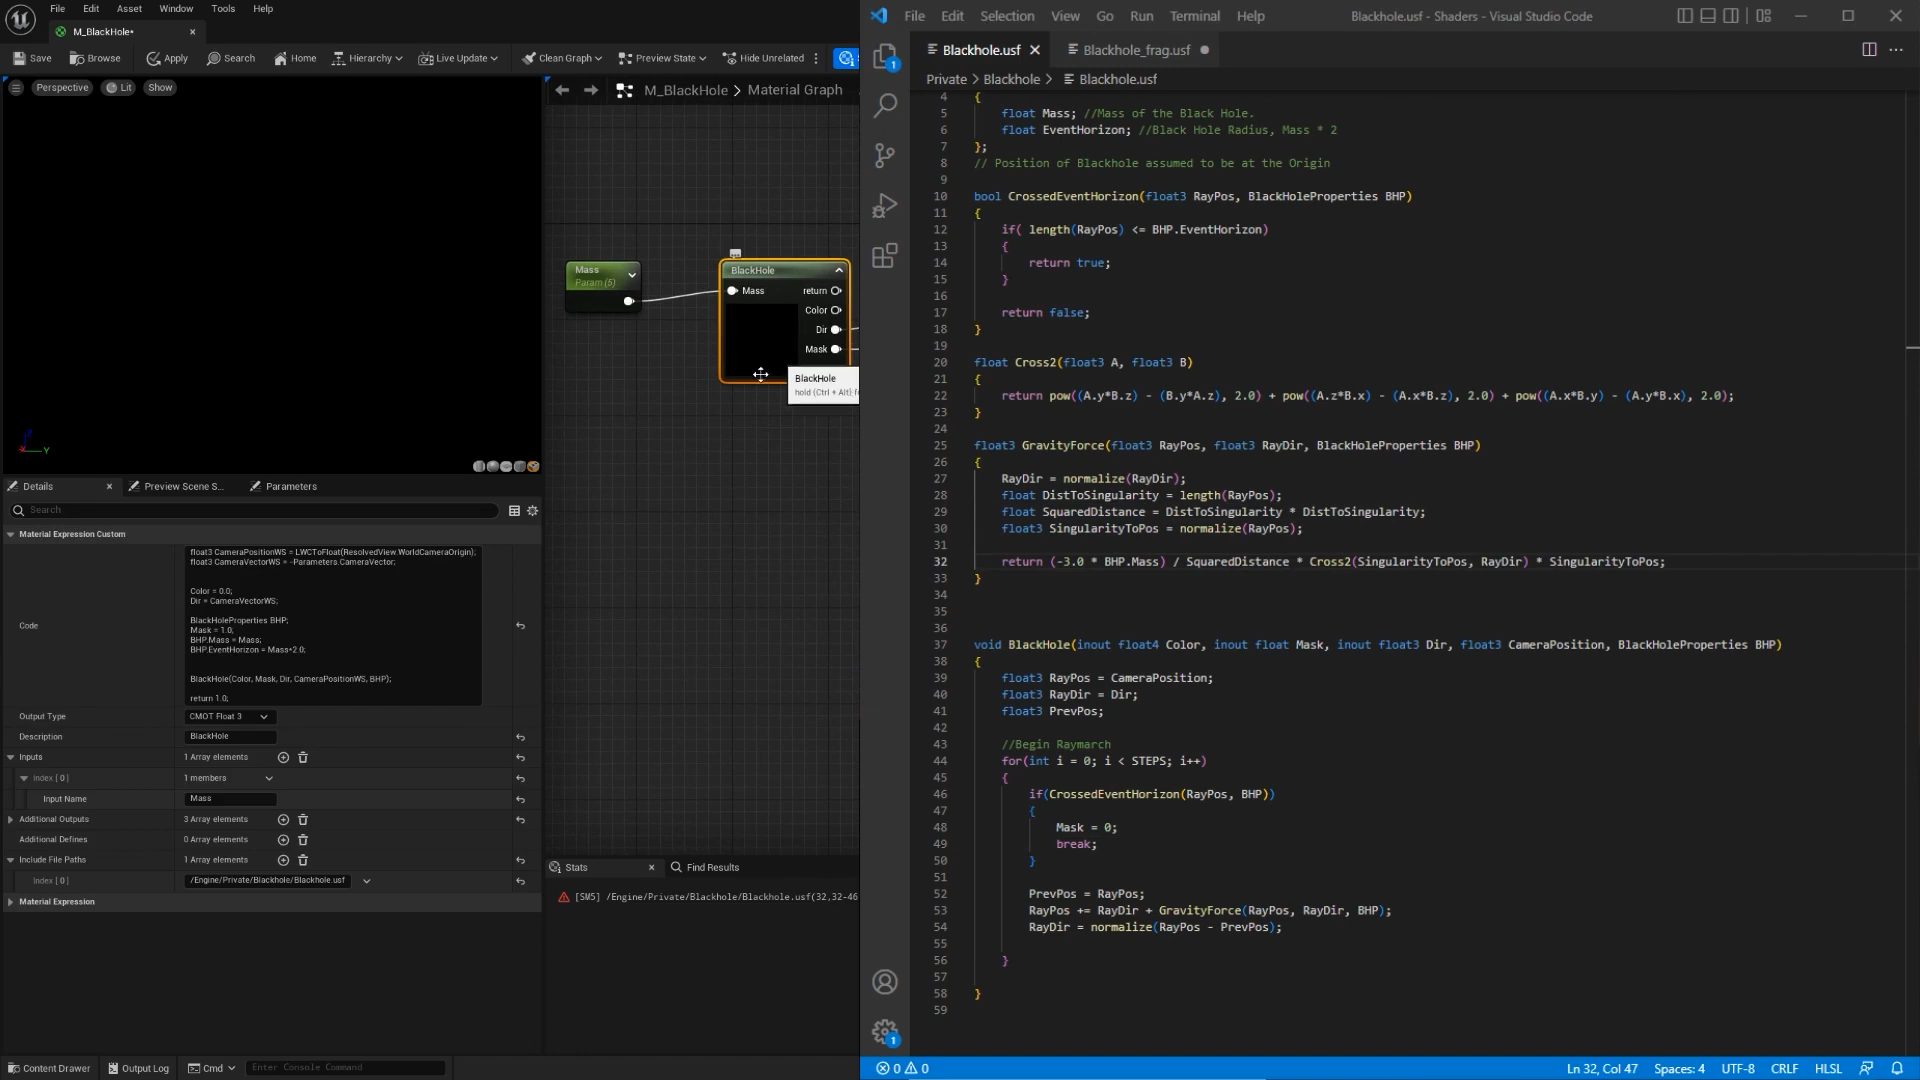 File Edit Asset Window Tools Help
M_BlackHole•
Save Browse Apply Search Home Hierarchy Live Update Clean Graph Preview State Hide Unrelated
Perspective Lit Show
M_BlackHole > Material Graph
Mass
Param (5)
BlackHole
Mass return
Color
Dir
Mask
BlackHole
hold (Ctrl + Alt) f
Y
Details Preview Scene S... Parameters
Search
Material Expression Custom
Code
float3 CameraPositionWS = LWCToFloat(ResolvedView.WorldCameraOrigin);
float3 CameraVectorWS = -Parameters.CameraVector;
Color = 0.0;
Dir = CameraVectorWS;
BlackHoleProperties BHP;
Mask = 1.0;
BHP.Mass = Mass;
BHP.EventHorizon = Mass*2.0;
BlackHole(Color, Mask, Dir, CameraPositionWS, BHP);
return 1.0;
Output Type CMOT Float 3
Description BlackHole
Inputs 1 Array elements
Index [ 0 ] 1 members
Input Name Mass
Additional Outputs 3 Array elements
Additional Defines 0 Array elements
Include File Paths 1 Array elements
Index [ 0 ] /Engine/Private/Blackhole/Blackhole.usf
Material Expression
Stats Find Results
[SM5] /Engine/Private/Blackhole/Blackhole.usf(32,32-46
Content Drawer Output Log Cmd Enter Console Command
File Edit Selection View Go Run Terminal Help Blackhole.usf - Shaders - Visual Studio Code
Blackhole.usf Blackhole_frag.usf
Private > Blackhole > Blackhole.usf
1
1
4 {
5 float Mass; //Mass of the Black Hole.
6 float EventHorizon; //Black Hole Radius, Mass * 2
7 };
8 // Position of Blackhole assumed to be at the Origin
9
10 bool CrossedEventHorizon(float3 RayPos, BlackHoleProperties BHP)
11 {
12 if( length(RayPos) <= BHP.EventHorizon)
13 {
14 return true;
15 }
16
17 return false;
18 }
19
20 float Cross2(float3 A, float3 B)
21 {
22 return pow((A.y*B.z) - (B.y*A.z), 2.0) + pow((A.z*B.x) - (A.x*B.z), 2.0) + pow((A.x*B.y) - (A.y*B.x), 2.0);
23 }
24
25 float3 GravityForce(float3 RayPos, float3 RayDir, BlackHoleProperties BHP)
26 {
27 RayDir = normalize(RayDir);
28 float DistToSingularity = length(RayPos);
29 float SquaredDistance = DistToSingularity * DistToSingularity;
30 float3 SingularityToPos = normalize(RayPos);
31
32 return (-3.0 * BHP.Mass) / SquaredDistance * Cross2(SingularityToPos, RayDir) * SingularityToPos;
33 }
34
35
36
37 void BlackHole(inout float4 Color, inout float Mask, inout float3 Dir, float3 CameraPosition, BlackHoleProperties BHP)
38 {
39 float3 RayPos = CameraPosition;
40 float3 RayDir = Dir;
41 float3 PrevPos;
42
43 //Begin Raymarch
44 for(int i = 0; i < STEPS; i++)
45 {
46 if(CrossedEventHorizon(RayPos, BHP))
47 {
48 Mask = 0;
49 break;
50 }
51
52 PrevPos = RayPos;
53 RayPos += RayDir + GravityForce(RayPos, RayDir, BHP);
54 RayDir = normalize(RayPos - PrevPos);
55
56 }
57
58 }
59
0 0 Ln 32, Col 47 Spaces: 4 UTF-8 CRLF HLSL